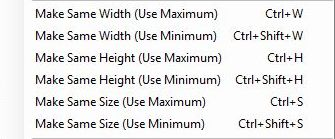 Make Same Width (Use Maximum) Ctrl+W
Make Same Width (Use Minimum) Ctrl+Shift+W
Make Same Height (Use Maximum) Ctrl+H
Make Same Height (Use Minimum) Ctrl+Shift+H
Make Same Size (Use Maximum) Ctrl+S
Make Same Size (Use Minimum) Ctrl+Shift+S